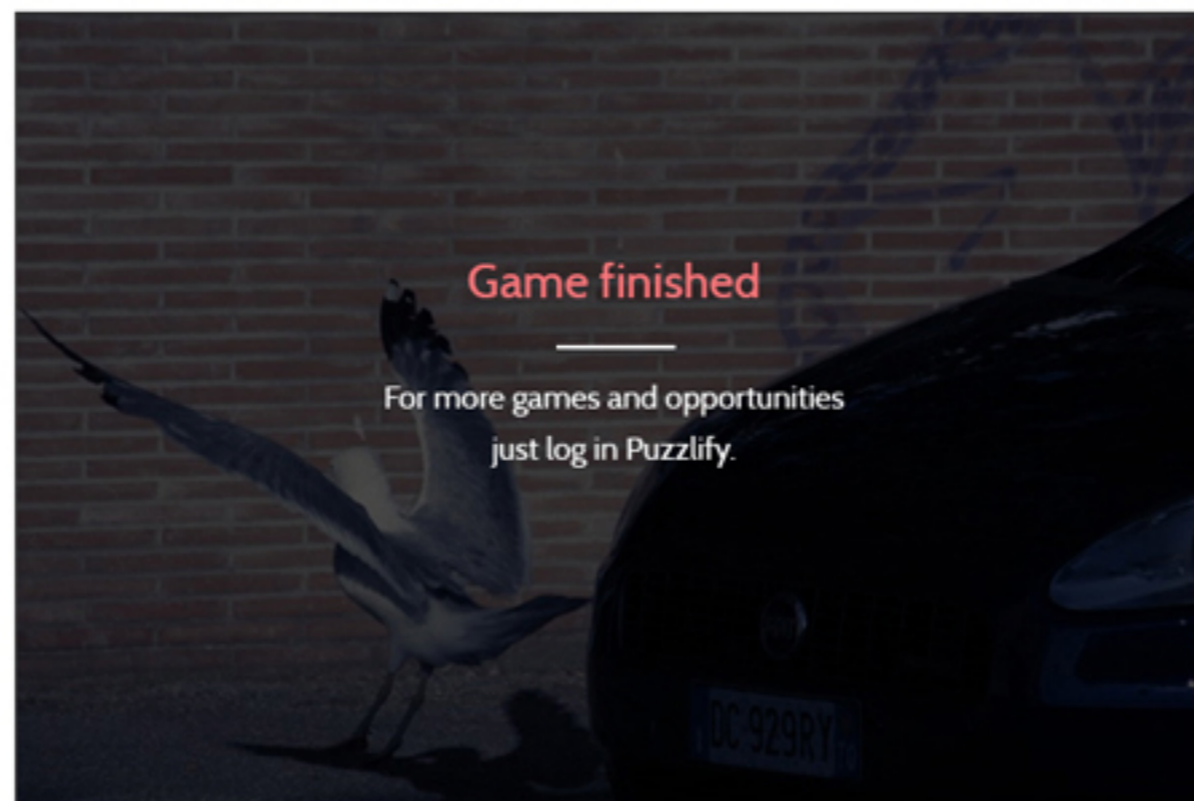 Game finished
For more games and opportunities
just log in Puzzlify.
DC 929RY